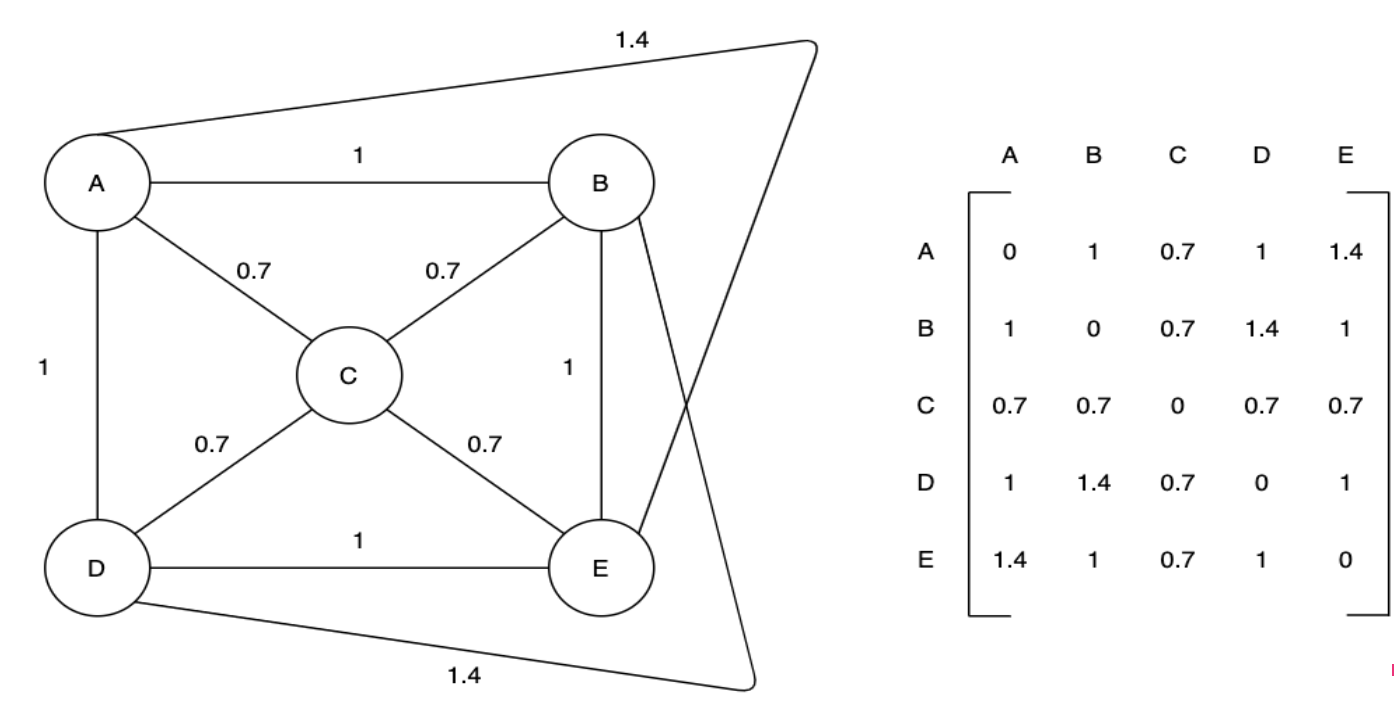 1.4
A
1
B
0.7
0.7
1
C
1
0.7
0.7
D
1
E
1.4
A B C D E
A 0 1 0.7 1 1.4
B 1 0 0.7 1.4 1
C 0.7 0.7 0 0.7 0.7
D 1 1.4 0.7 0 1
E 1.4 1 0.7 1 0